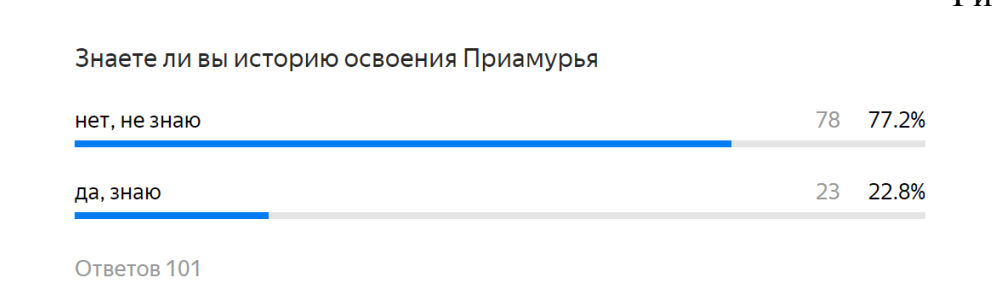 Знаете ли вы историю освоения Приамурья
нет, не знаю 78 77.2%
да, знаю 23 22.8%
Ответов 101